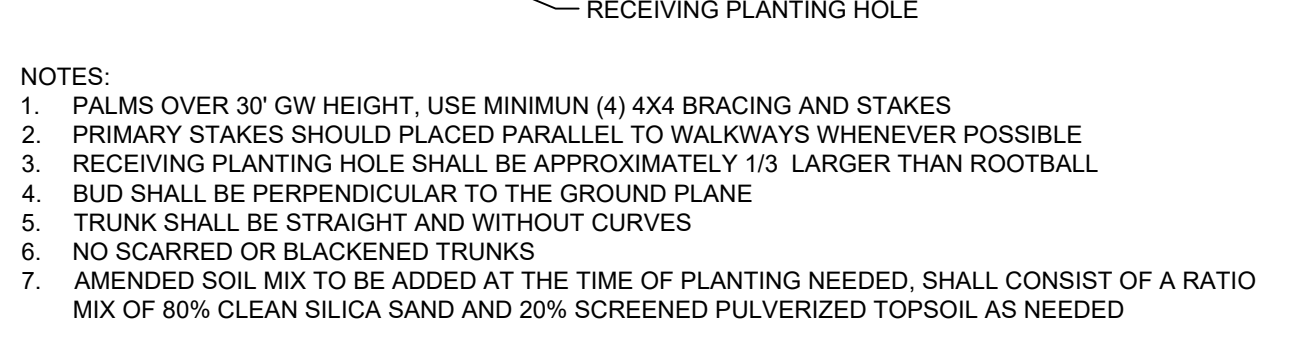 RECEIVING PLANTING HOLE
NOTES:
1. PALMS OVER 30' GW HEIGHT, USE MINIMUN (4) 4X4 BRACING AND STAKES
2. PRIMARY STAKES SHOULD PLACED PARALLEL TO WALKWAYS WHENEVER POSSIBLE
3. RECEIVING PLANTING HOLE SHALL BE APPROXIMATELY 1/3 LARGER THAN ROOTBALL
4. BUD SHALL BE PERPENDICULAR TO THE GROUND PLANE
5. TRUNK SHALL BE STRAIGHT AND WITHOUT CURVES
6. NO SCARRED OR BLACKENED TRUNKS
7. AMENDED SOIL MIX TO BE ADDED AT THE TIME OF PLANTING NEEDED, SHALL CONSIST OF A RATIO
MIX OF 80% CLEAN SILICA SAND AND 20% SCREENED PULVERIZED TOPSOIL AS NEEDED